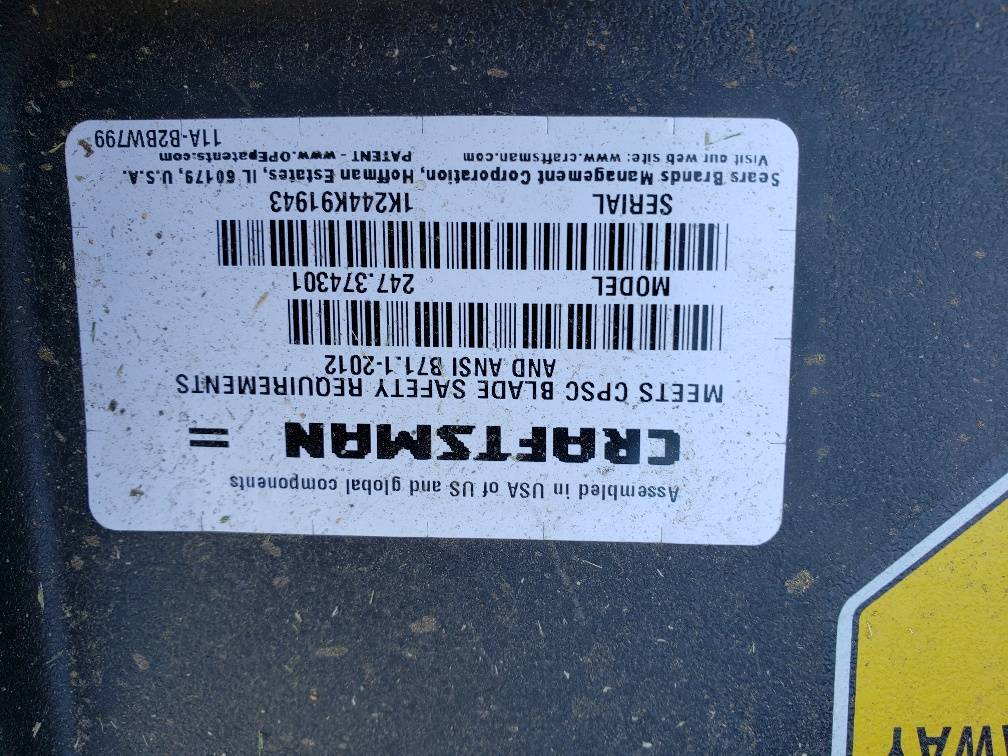 Assembled in USA of US and global components
CRAFTSMAN
MEETS CPSC BLADE SAFETY REQUIREMENTS
AND ANSI B71.1-2012
MODEL 247.374301
SERIAL 1K244K91943
Sears Brands Management Corporation, Hoffman Estates, IL 60179, U.S.A.
Visit our web site: www.craftsman.com PATENT - www.OPEpatents.com
11A-B2BW799